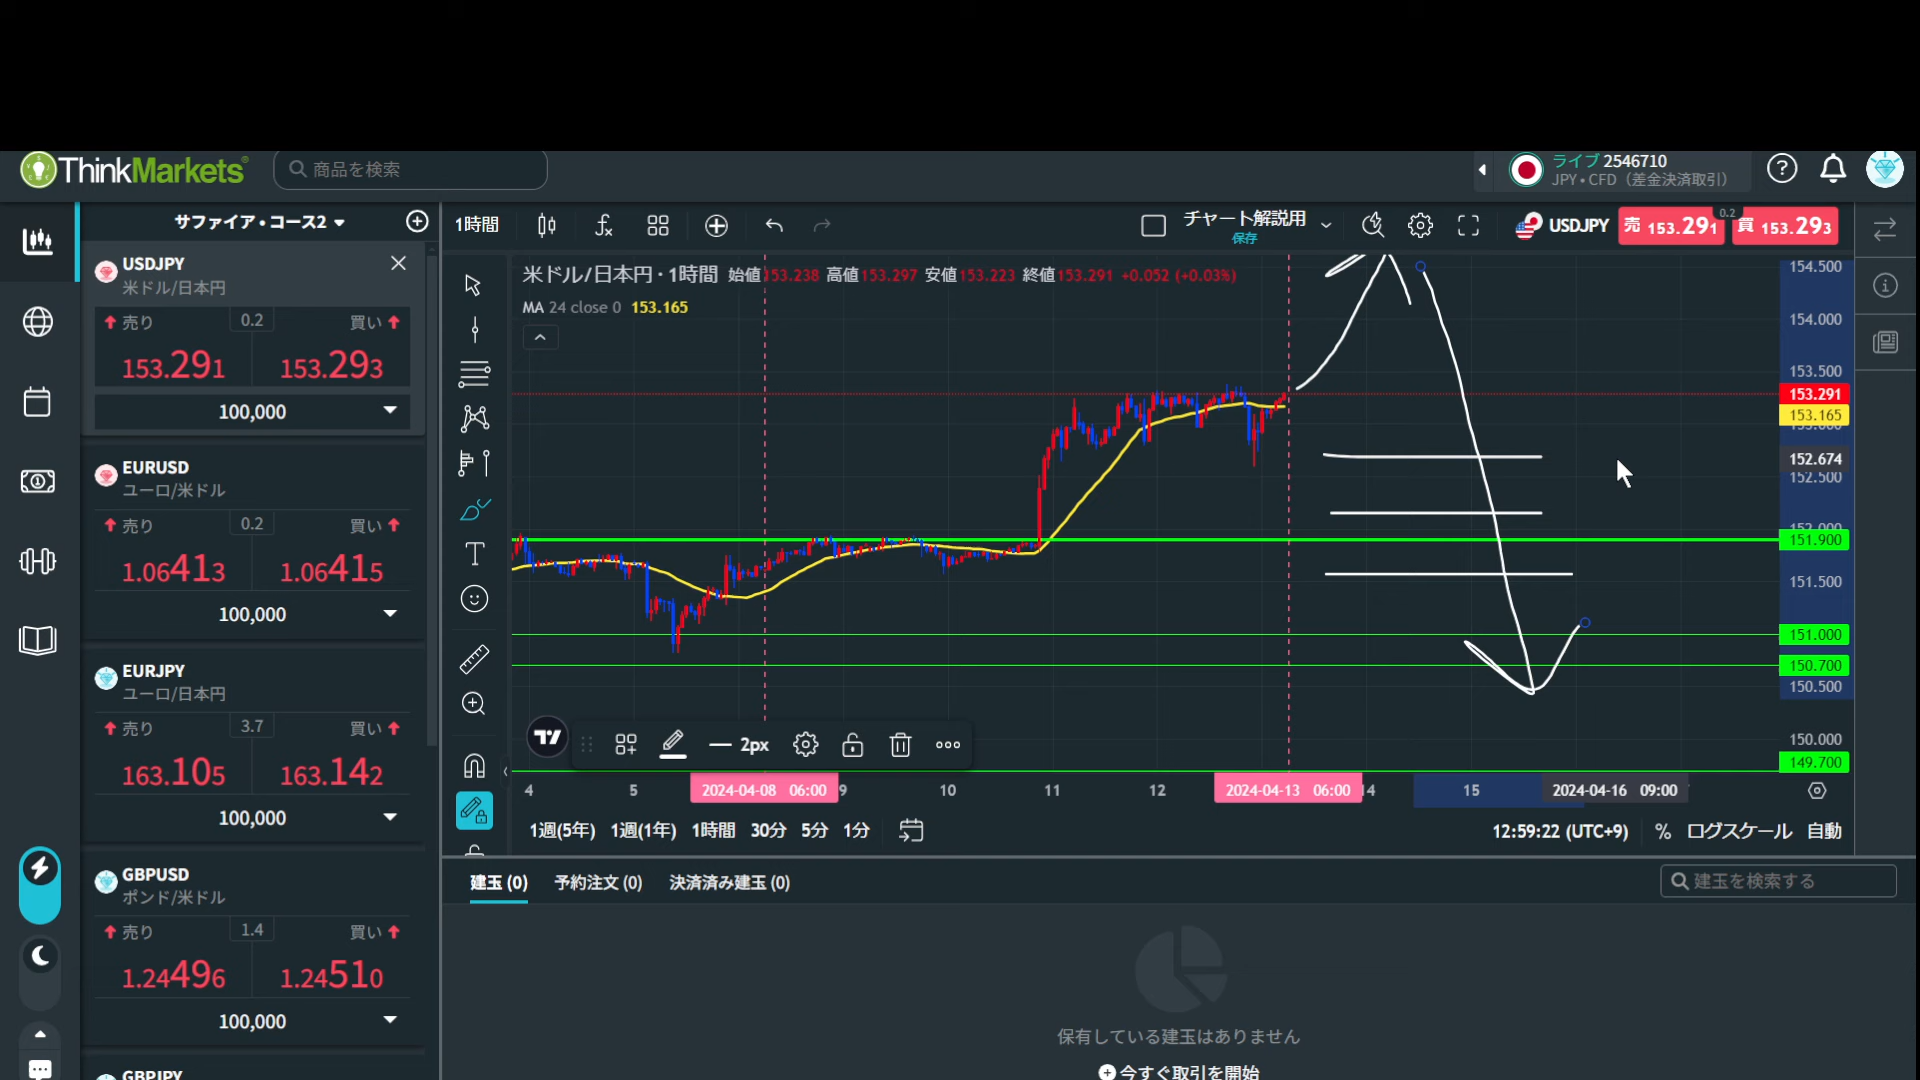 ThinkMarkets
商品を検索
ライブ 2546710
JPY • CFD（差金決済取引）
サファイア • コース2
USDJPY
米ドル/日本円
売り 0.2 買い
153.291 153.293
100,000
EURUSD
ユーロ/米ドル
売り 0.2 買い
1.06413 1.06415
100,000
EURJPY
ユーロ/日本円
売り 3.7 買い
163.105 163.142
100,000
GBPUSD
ポンド/米ドル
売り 1.4 買い
1.24496 1.24510
100,000
GBPJPY
1時間
チャート解説用
保存
USDJPY 売 153.291 0.2 買 153.293
米ドル/日本円 · 1時間 始値153.238 高値153.297 安値153.223 終値153.291 +0.052 (+0.03%)
MA 24 close 0 153.165
154.500
154.000
153.500
153.291
153.165
152.674
152.500
152.000
151.900
151.500
151.000
150.700
150.500
150.000
149.700
2px
4 5 2024-04-08 06:00 9 10 11 12 2024-04-13 06:00 14 15 2024-04-16 09:00
1週(5年) 1週(1年) 1時間 30分 5分 1分
12:59:22 (UTC+9) % ログスケール 自動
建玉 (0) 予約注文 (0) 決済済み建玉 (0)
建玉を検索する
保有している建玉はありません
今すぐ取引を開始